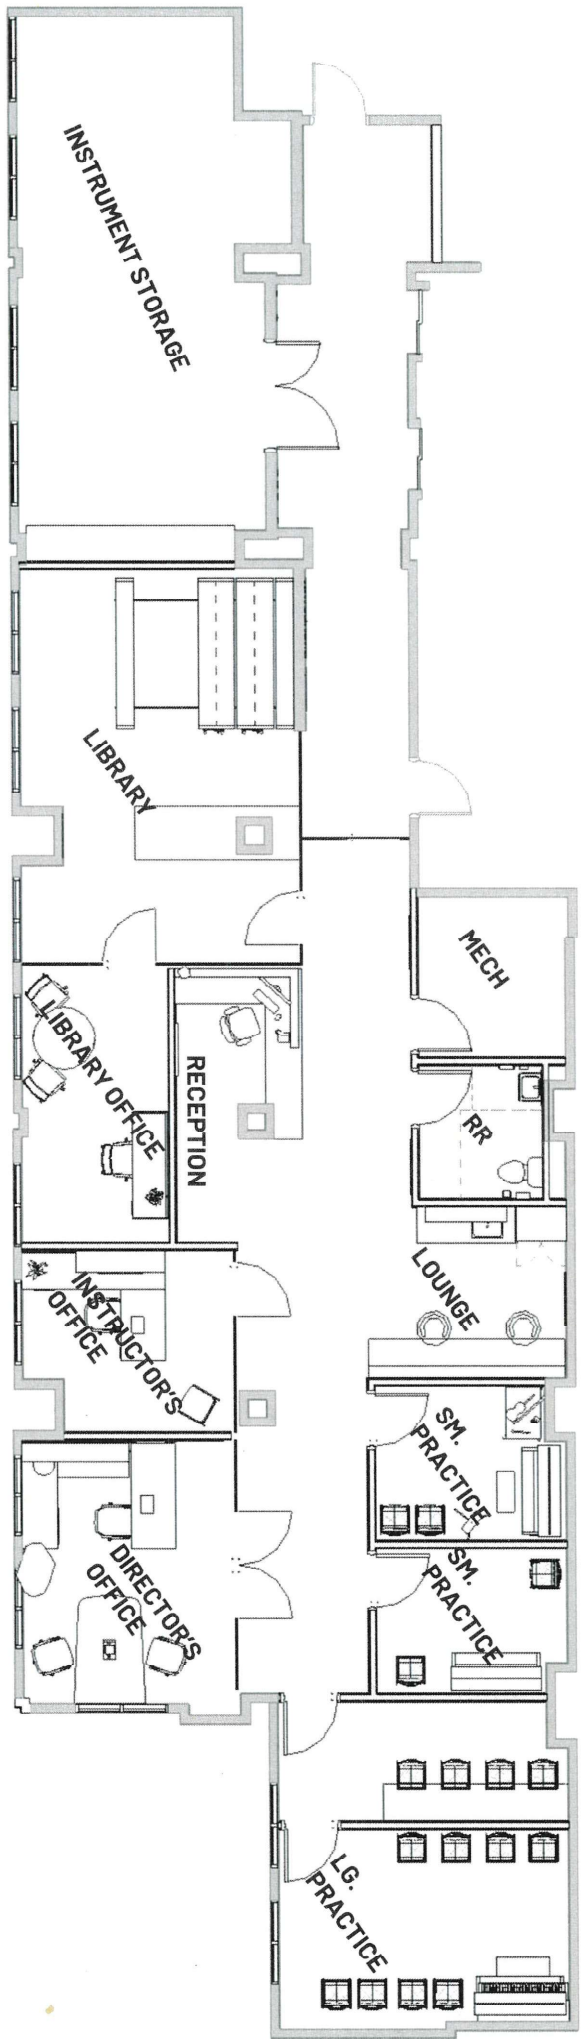 INSTRUMENT STORAGE
LIBRARY
MECH
LIBRARY OFFICE
RECEPTION
RR
LOUNGE
INSTRUCTOR'S
OFFICE
SM.
PRACTICE
SM.
PRACTICE
DIRECTOR'S
OFFICE
LG.
PRACTICE